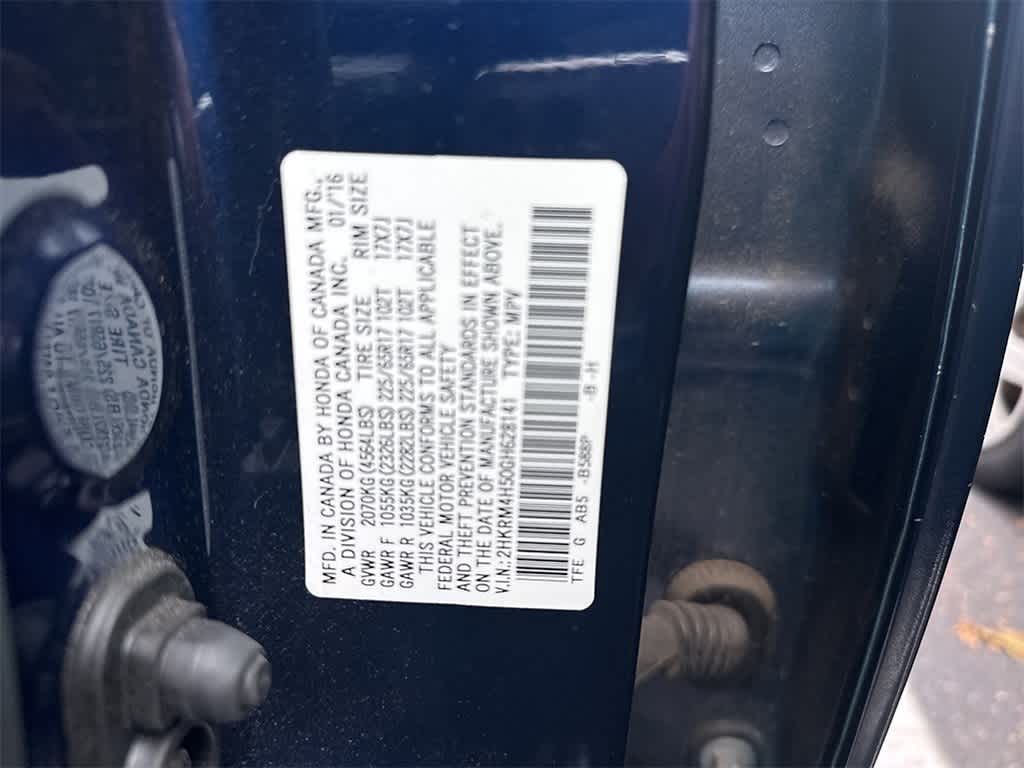 MFD. IN CANADA BY HONDA OF CANADA MFG.,
A DIVISION OF HONDA CANADA INC. 01/'16
GVWR 2070KG(4564LBS) TIRE SIZE RIM SIZE
GAWR F 1055KG(2326LBS) 225/65R17 102T 17X7J
GAWR R 1035KG(2282LBS) 225/65R17 102T 17X7J
THIS VEHICLE CONFORMS TO ALL APPLICABLE
FEDERAL MOTOR VEHICLE SAFETY
AND THEFT PREVENTION STANDARDS IN EFFECT
ON THE DATE OF MANUFACTURE SHOWN ABOVE.
V.I.N.:2HKRM4H50GH628141 TYPE: MPV
TFE G AB5 -B588P -B -H